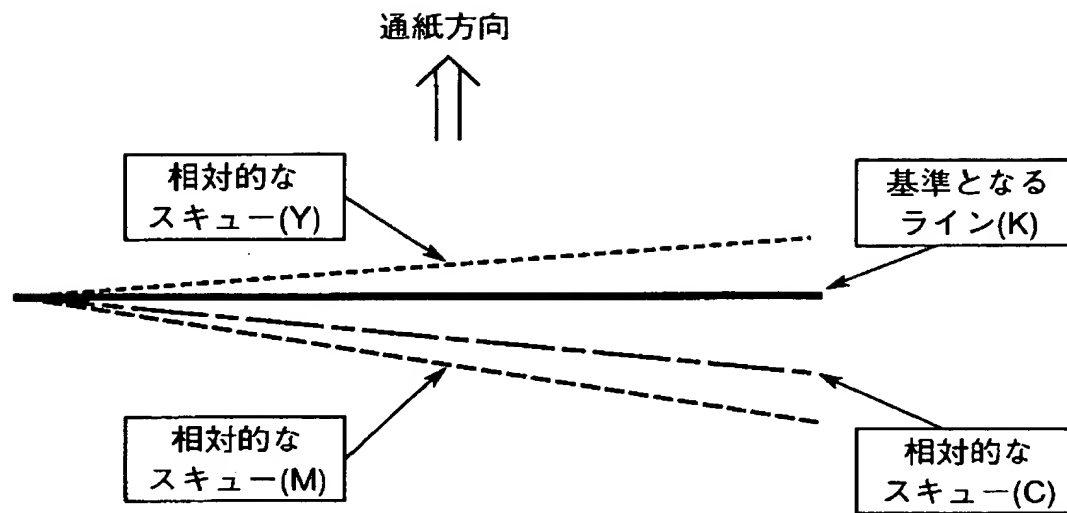 通紙方向
相対的な
スキュー(Y)
基準となる
ライン(K)
相対的な
スキュー(M)
相対的な
スキュー(C)